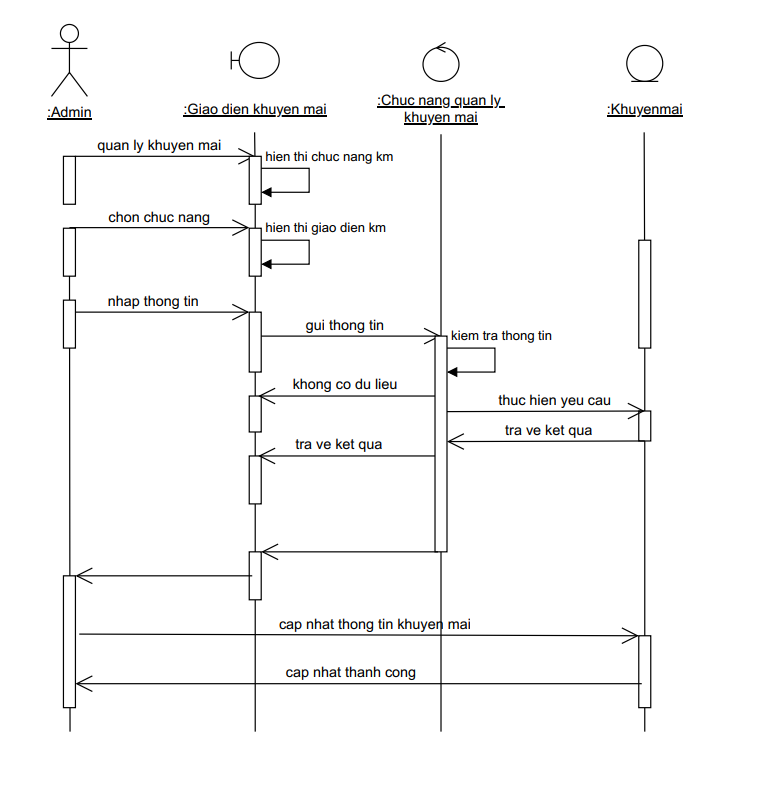 :Admin
:Giao dien khuyen mai
:Chuc nang quan ly
khuyen mai
:Khuyenmai
quan ly khuyen mai
hien thi chuc nang km
chon chuc nang
hien thi giao dien km
nhap thong tin
gui thong tin
kiem tra thong tin
khong co du lieu
thuc hien yeu cau
tra ve ket qua
tra ve ket qua
cap nhat thong tin khuyen mai
cap nhat thanh cong